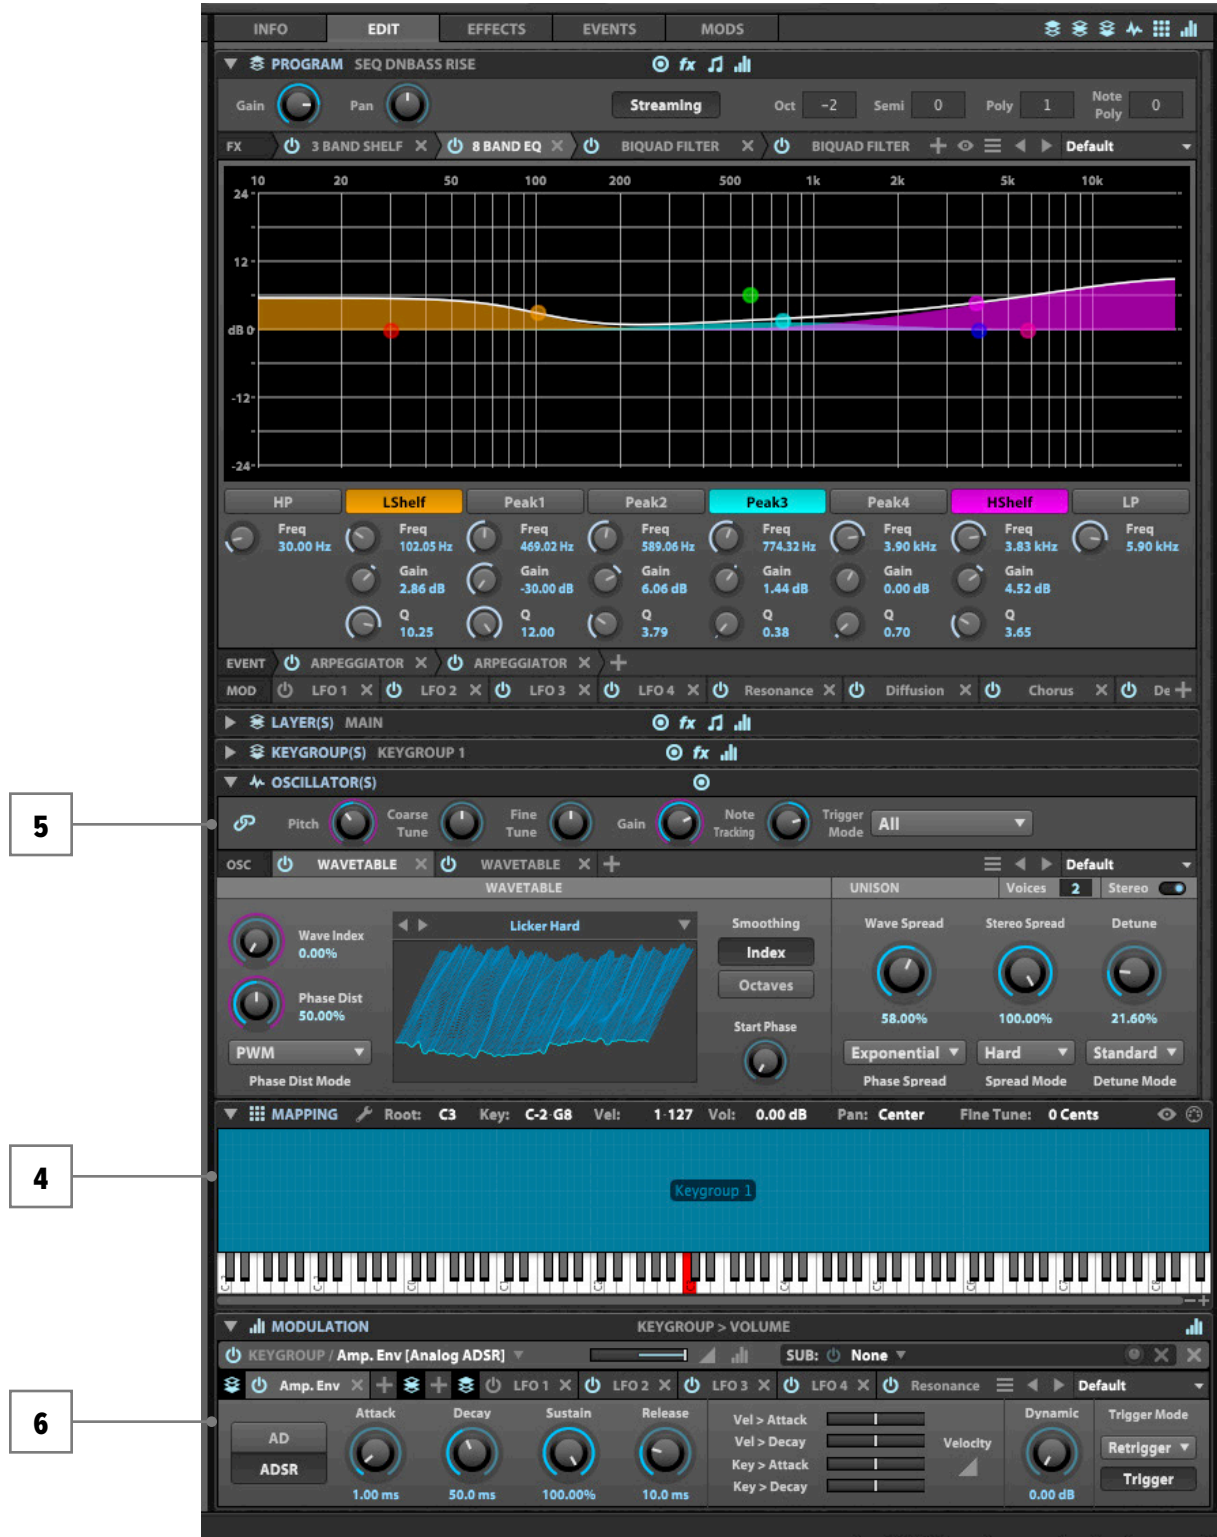 INFO EDIT EFFECTS EVENTS MODS
PROGRAM SEQ DNBASS RISE fx
Gain Pan Streaming Oct -2 Semi 0 Poly 1 Note Poly 0
FX 3 BAND SHELF 8 BAND EQ BIQUAD FILTER BIQUAD FILTER Default
10 20 50 100 200 500 1k 2k 5k 10k
24
12
dB 0
-12
-24
HP LShelf Peak1 Peak2 Peak3 Peak4 HShelf LP
Freq Freq Freq Freq Freq Freq Freq Freq
30.00 Hz 102.05 Hz 469.02 Hz 589.06 Hz 774.32 Hz 3.90 kHz 3.83 kHz 5.90 kHz
Gain Gain Gain Gain Gain Gain
2.86 dB -30.00 dB 6.06 dB 1.44 dB 0.00 dB 4.52 dB
Q Q Q Q Q Q
10.25 12.00 3.79 0.38 0.70 3.65
EVENT ARPEGGIATOR ARPEGGIATOR
MOD LFO 1 LFO 2 LFO 3 LFO 4 Resonance Diffusion Chorus De
LAYER(S) MAIN fx
KEYGROUP(S) KEYGROUP 1 fx
OSCILLATOR(S)
5
Pitch Coarse Tune Fine Tune Gain Note Tracking Trigger Mode All
OSC WAVETABLE WAVETABLE Default
WAVETABLE UNISON Voices 2 Stereo
Wave Index
0.00%
Phase Dist
50.00%
PWM
Phase Dist Mode
Licker Hard
Smoothing
Index
Octaves
Start Phase
Wave Spread Stereo Spread Detune
58.00% 100.00% 21.60%
Exponential Hard Standard
Phase Spread Spread Mode Detune Mode
MAPPING Root: C3 Key: C-2 G8 Vel: 1 127 Vol: 0.00 dB Pan: Center Fine Tune: 0 Cents
4
Keygroup 1
C-2 C-1 C0 C1 C2 C3 C4 C5 C6 C7 C8
MODULATION KEYGROUP > VOLUME
KEYGROUP / Amp. Env [Analog ADSR] SUB: None
Amp. Env LFO 1 LFO 2 LFO 3 LFO 4 Resonance Default
6
AD
ADSR
Attack Decay Sustain Release
1.00 ms 50.0 ms 100.00% 10.0 ms
Vel > Attack
Vel > Decay
Key > Attack
Key > Decay
Velocity
Dynamic
0.00 dB
Trigger Mode
Retrigger
Trigger